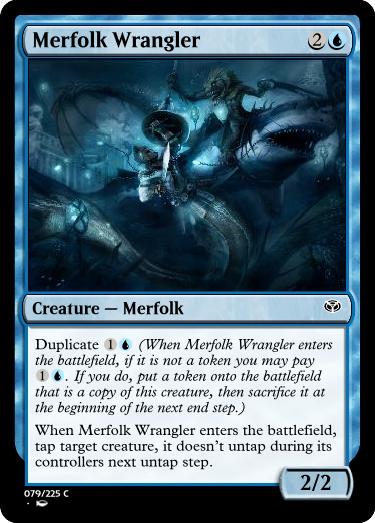 Merfolk Wrangler 2
Creature — Merfolk
Duplicate 1 (When Merfolk Wrangler enters
the battlefield, if it is not a token you may pay
1 . If you do, put a token onto the battlefield
that is a copy of this creature, then sacrifice it at
the beginning of the next end step.)
When Merfolk Wrangler enters the battlefield,
tap target creature, it doesn't untap during its
controllers next untap step.
2/2
079/225 C